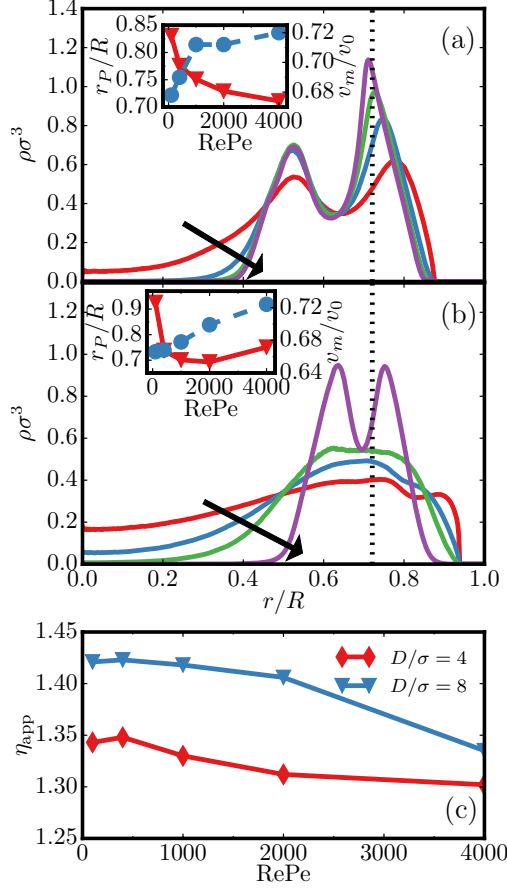 1.4
1.2
1.0
0.8
0.6
0.4
0.2
0.0
ρσ³
(a)
0.85
0.80
0.75
0.70
r_P/R
0.72
0.70
0.68
v_m/v_0
0 2000 4000
RePe
1.2
1.0
0.8
0.6
0.4
0.2
0.0
ρσ³
(b)
0.9
0.8
0.7
r_P/R
0.72
0.68
0.64
v_m/v_0
0 2000 4000
RePe
0.0 0.2 0.4 0.6 0.8 1.0
r/R
1.45
1.40
1.35
1.30
1.25
η_app
D/σ = 4
D/σ = 8
(c)
0 1000 2000 3000 4000
RePe